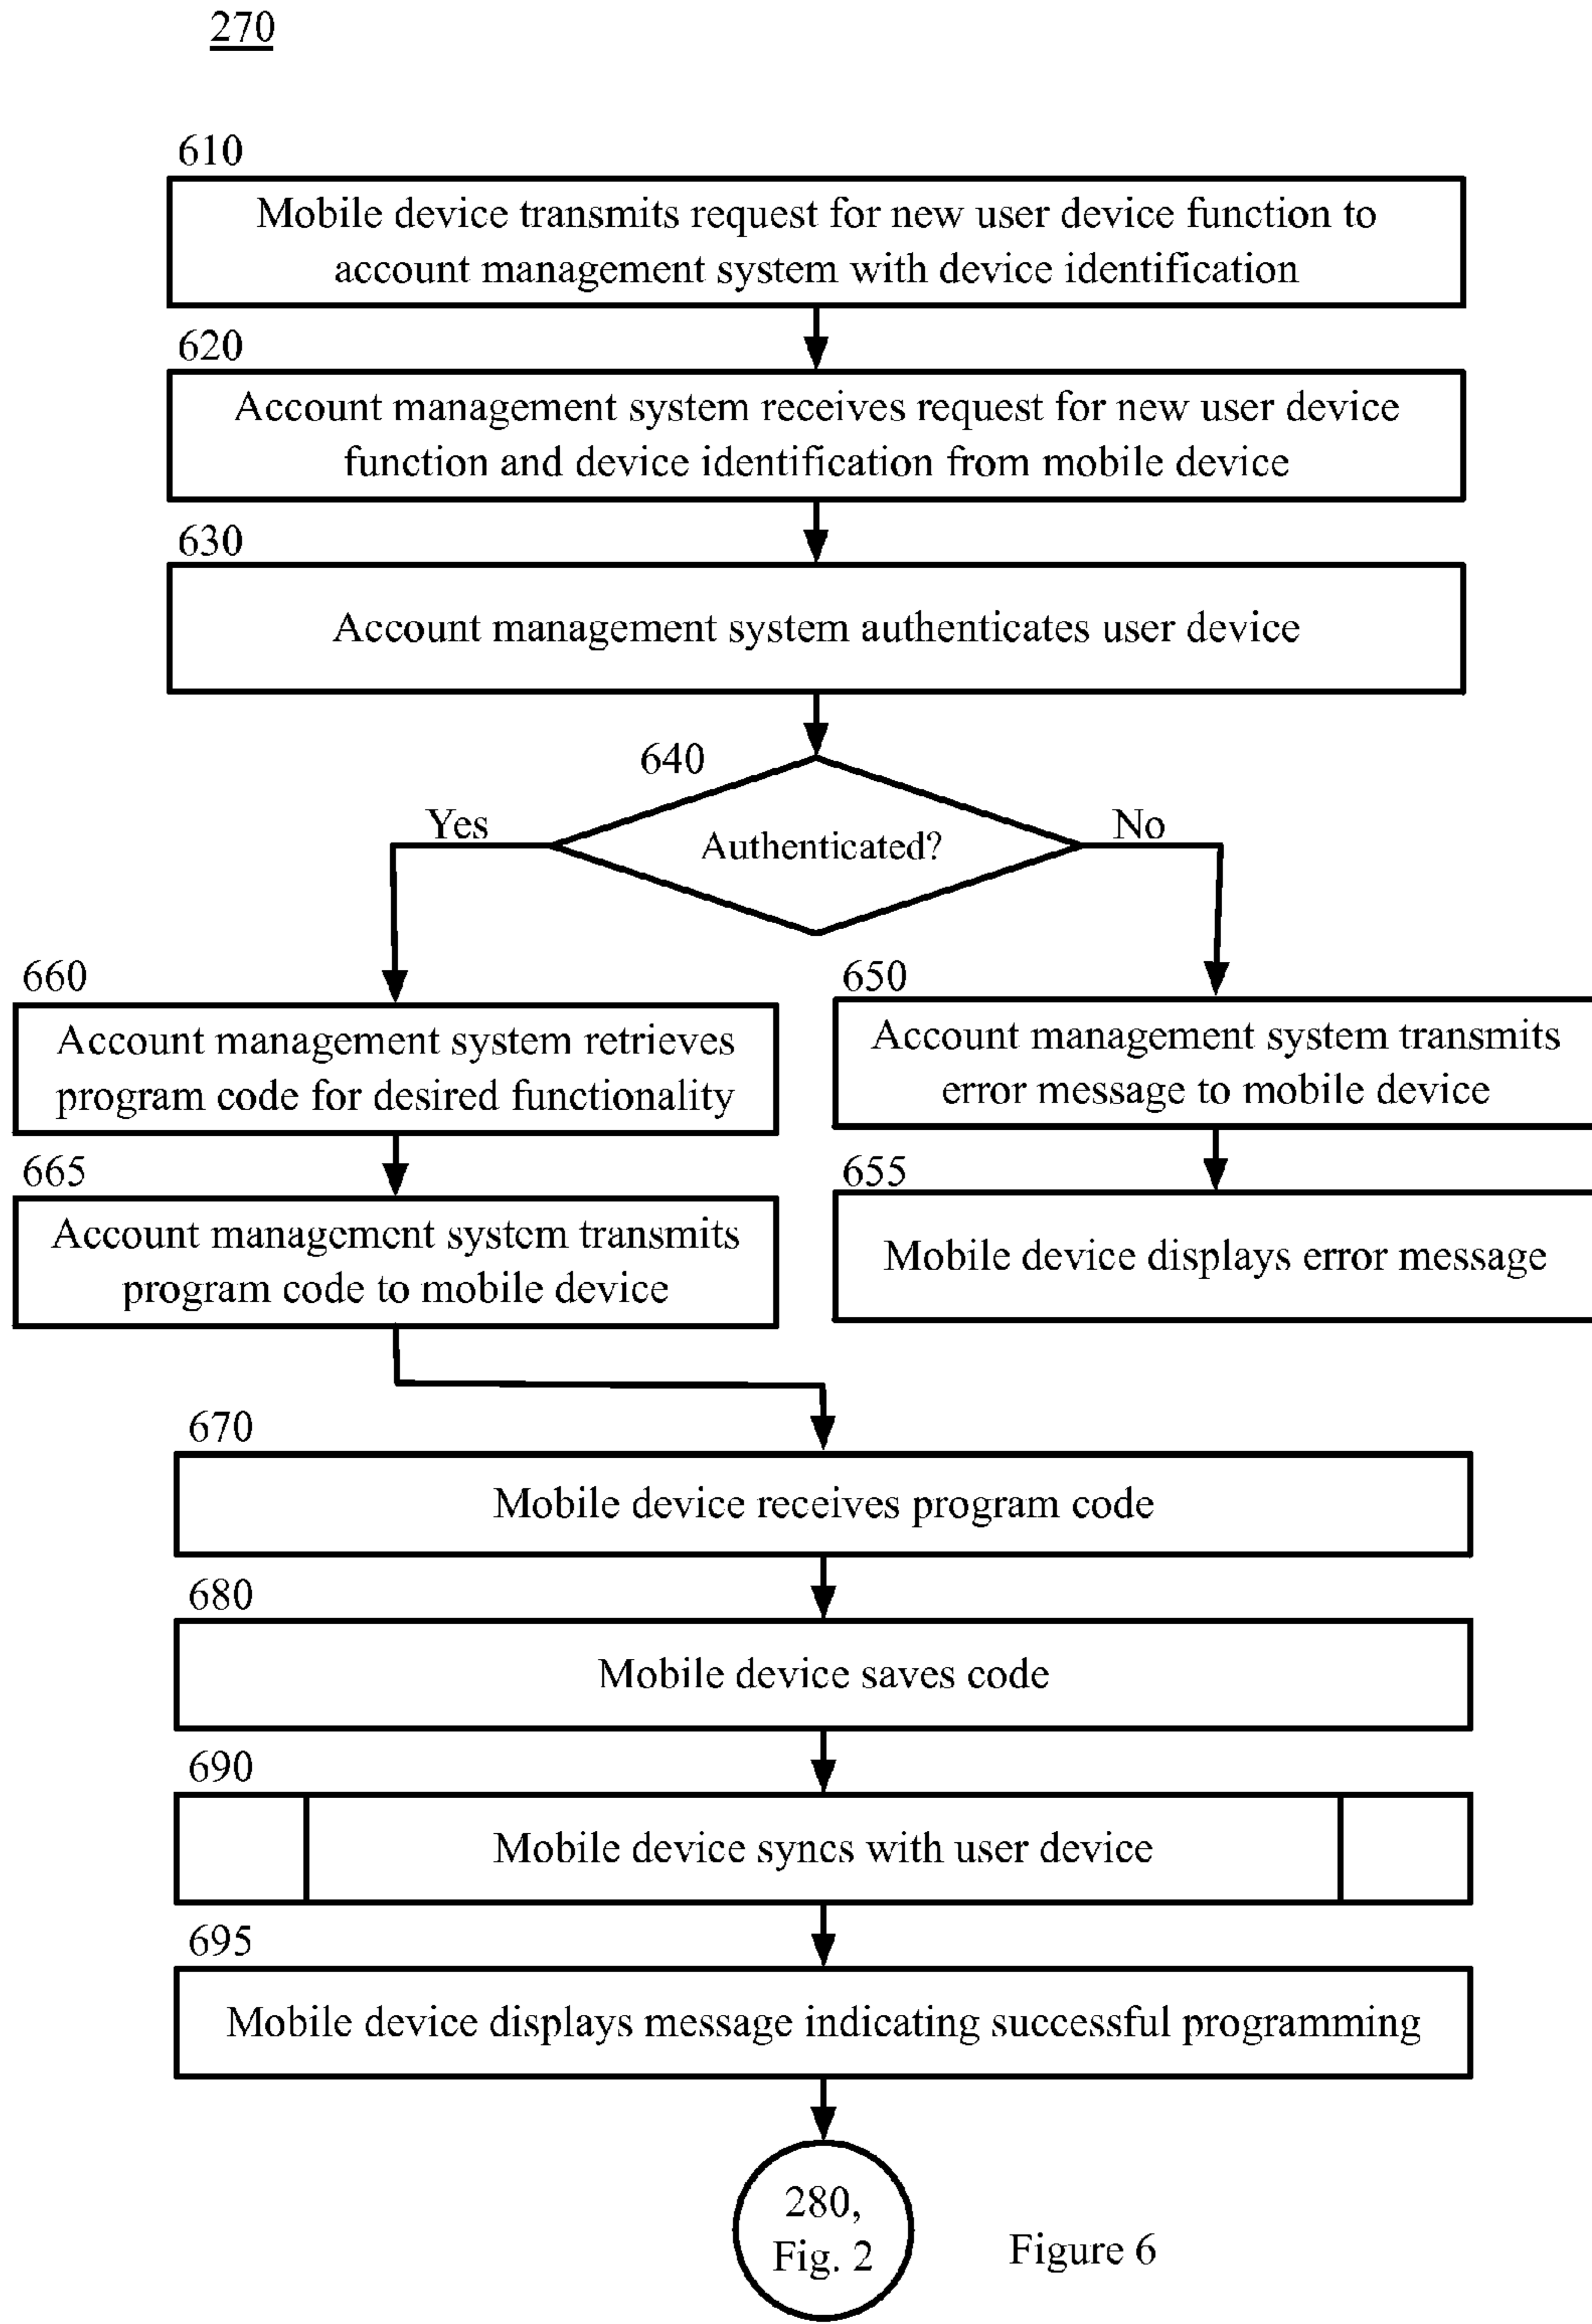 270
610
Mobile device transmits request for new user device function to
account management system with device identification
620
Account management system receives request for new user device
function and device identification from mobile device
630
Account management system authenticates user device
640
Yes
Authenticated?
No
660
Account management system retrieves
program code for desired functionality
650
Account management system transmits
error message to mobile device
665
Account management system transmits
program code to mobile device
655
Mobile device displays error message
670
Mobile device receives program code
680
Mobile device saves code
690
Mobile device syncs with user device
695
Mobile device displays message indicating successful programming
280,
Fig. 2
Figure 6